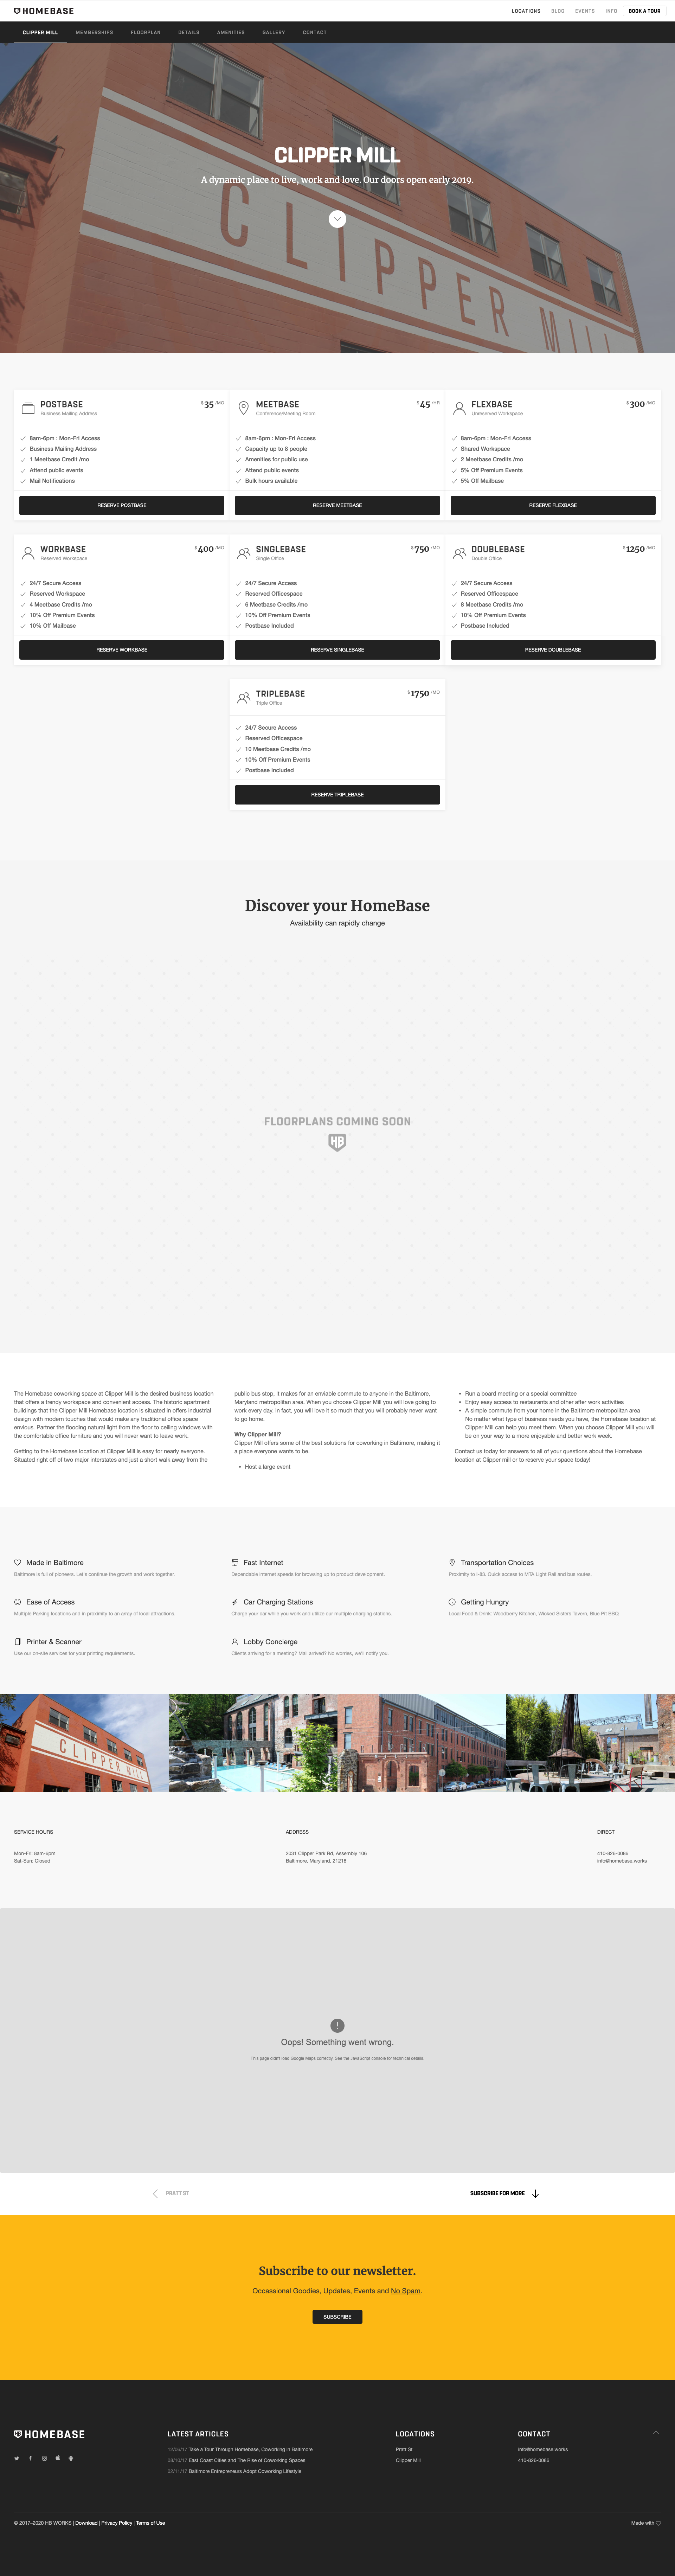 HOMEBASE
LOCATIONS BLOG EVENTS INFO BOOK A TOUR
CLIPPER MILL MEMBERSHIPS FLOORPLAN DETAILS AMENITIES GALLERY CONTACT
CLIPPER MILL
A dynamic place to live, work and love. Our doors open early 2019.
CLIPPER MILL
POSTBASE
$35 /MO
Business Mailing Address
8am-6pm : Mon-Fri Access
Business Mailing Address
1 Meetbase Credit /mo
Attend public events
Mail Notifications
RESERVE POSTBASE
MEETBASE
$45 /HR
Conference/Meeting Room
8am-6pm : Mon-Fri Access
Capacity up to 8 people
Amenities for public use
Attend public events
Bulk hours available
RESERVE MEETBASE
FLEXBASE
$300 /MO
Unreserved Workspace
8am-6pm : Mon-Fri Access
Shared Workspace
2 Meetbase Credits /mo
5% Off Premium Events
5% Off Mailbase
RESERVE FLEXBASE
WORKBASE
$400 /MO
Reserved Workspace
24/7 Secure Access
Reserved Workspace
4 Meetbase Credits /mo
10% Off Premium Events
10% Off Mailbase
RESERVE WORKBASE
SINGLEBASE
$750 /MO
Single Office
24/7 Secure Access
Reserved Officespace
6 Meetbase Credits /mo
10% Off Premium Events
Postbase Included
RESERVE SINGLEBASE
DOUBLEBASE
$1250 /MO
Double Office
24/7 Secure Access
Reserved Officespace
8 Meetbase Credits /mo
10% Off Premium Events
Postbase Included
RESERVE DOUBLEBASE
TRIPLEBASE
$1750 /MO
Triple Office
24/7 Secure Access
Reserved Officespace
10 Meetbase Credits /mo
10% Off Premium Events
Postbase Included
RESERVE TRIPLEBASE
Discover your HomeBase
Availability can rapidly change
FLOORPLANS COMING SOON
HB
The Homebase coworking space at Clipper Mill is the desired business location
that offers a trendy workspace and convenient access. The historic apartment
buildings that the Clipper Mill Homebase location is situated in offers industrial
design with modern touches that would make any traditional office space
envious. Partner the flooding natural light from the floor to ceiling windows with
the comfortable office furniture and you will never want to leave work.
Getting to the Homebase location at Clipper Mill is easy for nearly everyone.
Situated right off of two major interstates and just a short walk away from the
public bus stop, it makes for an enviable commute to anyone in the Baltimore,
Maryland metropolitan area. When you choose Clipper Mill you will love going to
work every day. In fact, you will love it so much that you will probably never want
to go home.
Why Clipper Mill?
Clipper Mill offers some of the best solutions for coworking in Baltimore, making it
a place everyone wants to be.
• Host a large event
• Run a board meeting or a special committee
• Enjoy easy access to restaurants and other after work activities
• A simple commute from your home in the Baltimore metropolitan area
No matter what type of business needs you have, the Homebase location at
Clipper Mill can help you meet them. When you choose Clipper Mill you will
be on your way to a more enjoyable and better work week.
Contact us today for answers to all of your questions about the Homebase
location at Clipper mill or to reserve your space today!
Made in Baltimore
Baltimore is full of pioneers. Let's continue the growth and work together.
Fast Internet
Dependable internet speeds for browsing up to product development.
Transportation Choices
Proximity to I-83. Quick access to MTA Light Rail and bus routes.
Ease of Access
Multiple Parking locations and in proximity to an array of local attractions.
Car Charging Stations
Charge your car while you work and utilize our multiple charging stations.
Getting Hungry
Local Food & Drink: Woodberry Kitchen, Wicked Sisters Tavern, Blue Pit BBQ
Printer & Scanner
Use our on-site services for your printing requirements.
Lobby Concierge
Clients arriving for a meeting? Mail arrived? No worries, we'll notify you.
CLIPPER MILL
SERVICE HOURS
Mon-Fri: 8am-6pm
Sat-Sun: Closed
ADDRESS
2031 Clipper Park Rd, Assembly 106
Baltimore, Maryland, 21218
DIRECT
410-826-0086
info@homebase.works
Oops! Something went wrong.
This page didn't load Google Maps correctly. See the JavaScript console for technical details.
PRATT ST
SUBSCRIBE FOR MORE
Subscribe to our newsletter.
Occassional Goodies, Updates, Events and No Spam.
SUBSCRIBE
HOMEBASE
LATEST ARTICLES
12/06/17 Take a Tour Through Homebase, Coworking in Baltimore
08/10/17 East Coast Cities and The Rise of Coworking Spaces
02/11/17 Baltimore Entrepreneurs Adopt Coworking Lifestyle
LOCATIONS
Pratt St
Clipper Mill
CONTACT
info@homebase.works
410-826-0086
© 2017–2020 HB WORKS | Download | Privacy Policy | Terms of Use
Made with